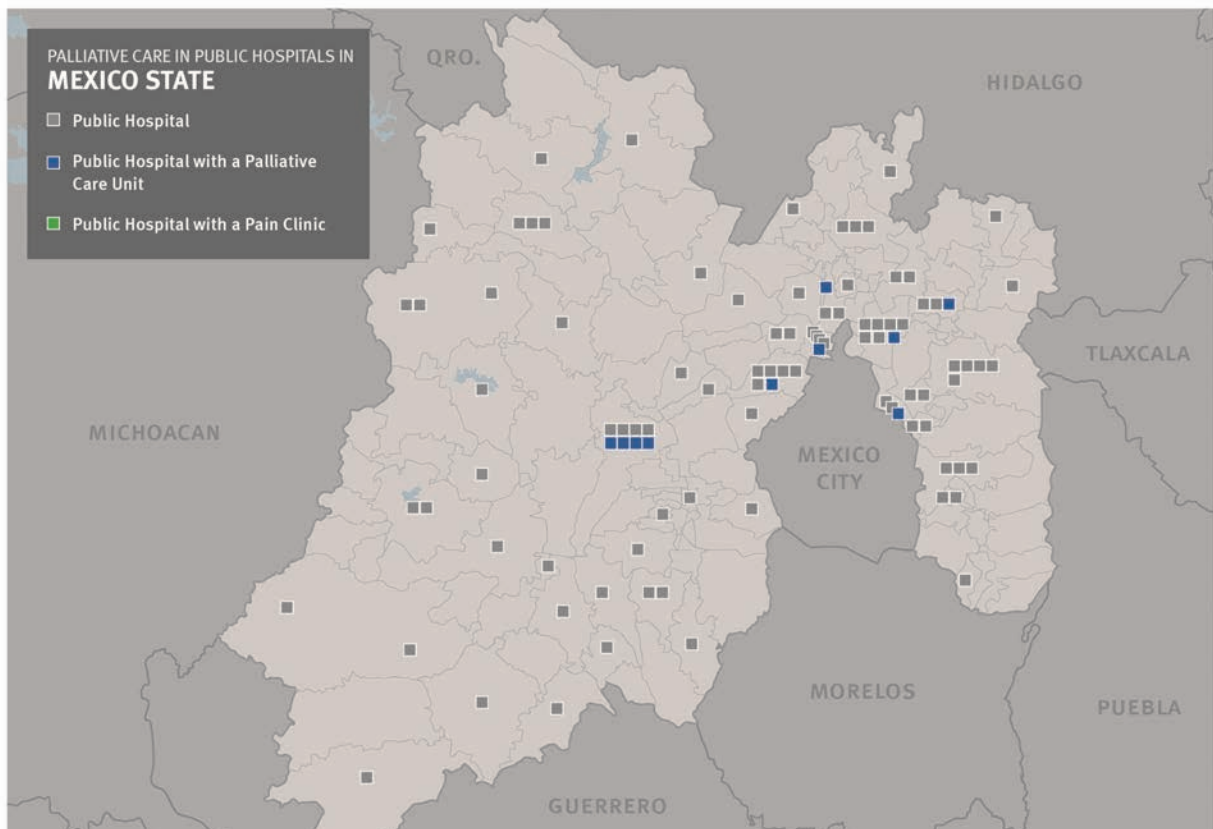 PALLIATIVE CARE IN PUBLIC HOSPITALS IN
MEXICO STATE
Public Hospital
Public Hospital with a Palliative
Care Unit
Public Hospital with a Pain Clinic
QRO.
HIDALGO
TLAXCALA
MICHOACAN
MEXICO
CITY
MORELOS
PUEBLA
GUERRERO